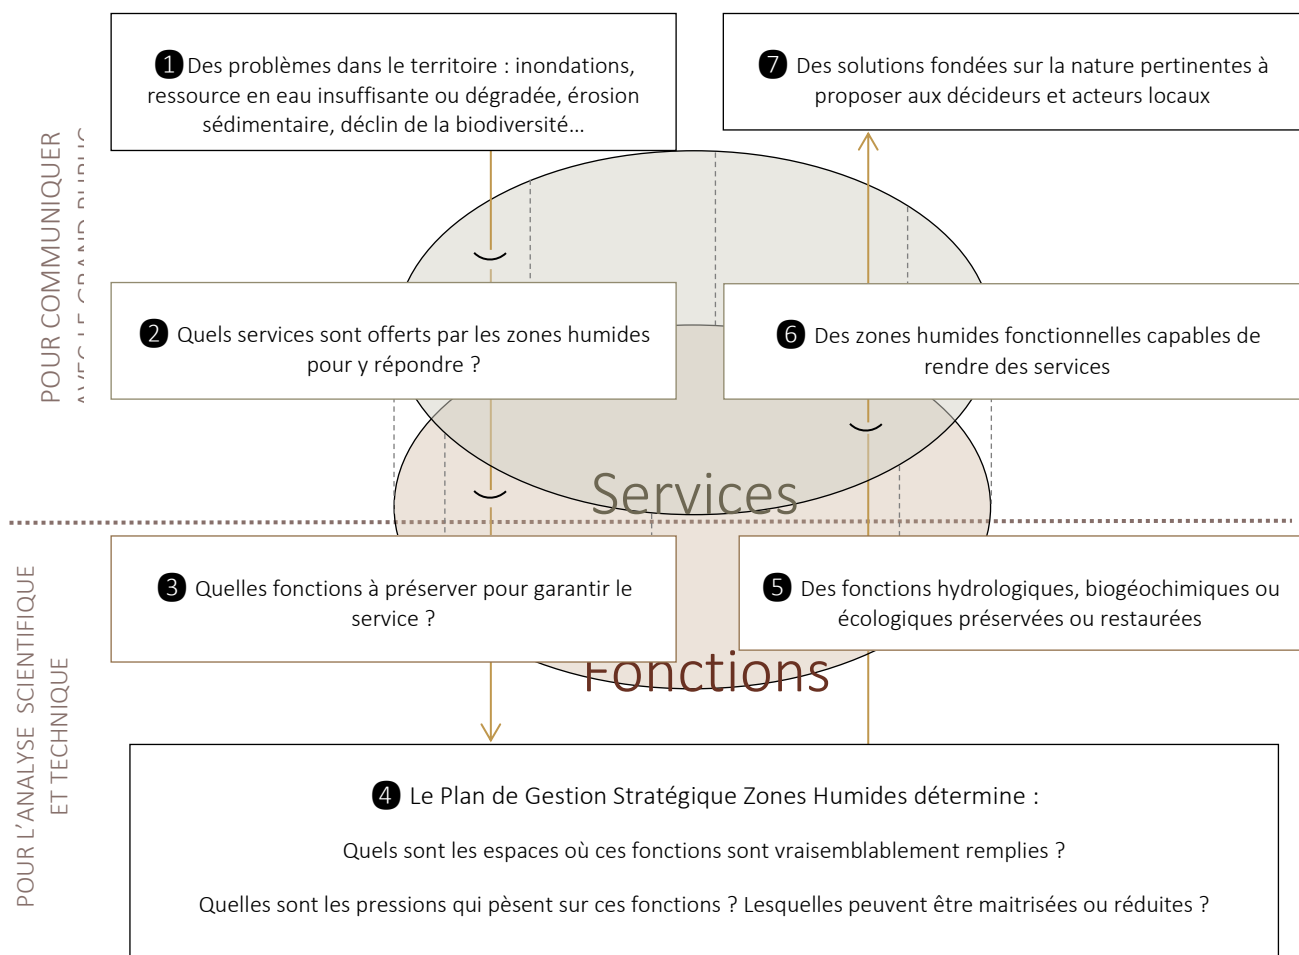 POUR COMMUNIQUER
AVEC LE GRAND PUBLIC
❶ Des problèmes dans le territoire : inondations,
ressource en eau insuffisante ou dégradée, érosion
sédimentaire, déclin de la biodiversité…
❼ Des solutions fondées sur la nature pertinentes à
proposer aux décideurs et acteurs locaux
❷ Quels services sont offerts par les zones humides
pour y répondre ?
❻ Des zones humides fonctionnelles capables de
rendre des services
Services
POUR L’ANALYSE SCIENTIFIQUE
ET TECHNIQUE
❸ Quelles fonctions à préserver pour garantir le
service ?
❺ Des fonctions hydrologiques, biogéochimiques ou
écologiques préservées ou restaurées
Fonctions
❹ Le Plan de Gestion Stratégique Zones Humides détermine :
Quels sont les espaces où ces fonctions sont vraisemblablement remplies ?
Quelles sont les pressions qui pèsent sur ces fonctions ? Lesquelles peuvent être maitrisées ou réduites ?